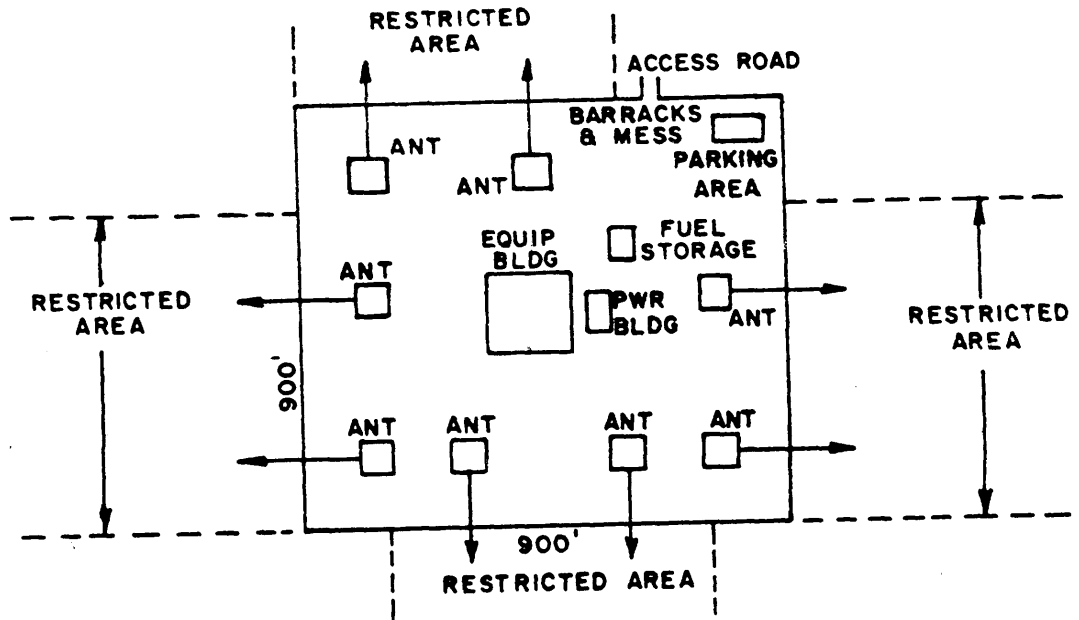 RESTRICTED
AREA
ACCESS ROAD
BARRACKS
& MESS
PARKING
AREA
ANT
ANT
FUEL
STORAGE
EQUIP
BLDG
ANT
PWR
BLDG
ANT
RESTRICTED
AREA
RESTRICTED
AREA
900'
ANT
ANT
ANT
ANT
900'
RESTRICTED AREA